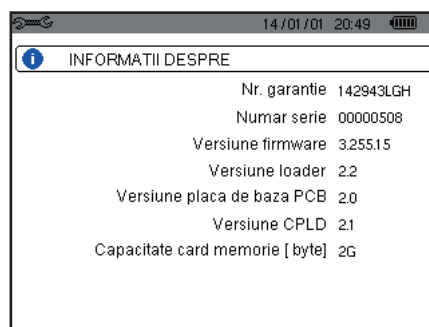 14/01/01 20:49
INFORMATII DESPRE
Nr. garantie 142943LGH
Numar serie 00000508
Versiune firmware 3.255.15
Versiune loader 2.2
Versiune placa de baza PCB 2.0
Versiune CPLD 2.1
Capacitate card memorie [ byte] 2G